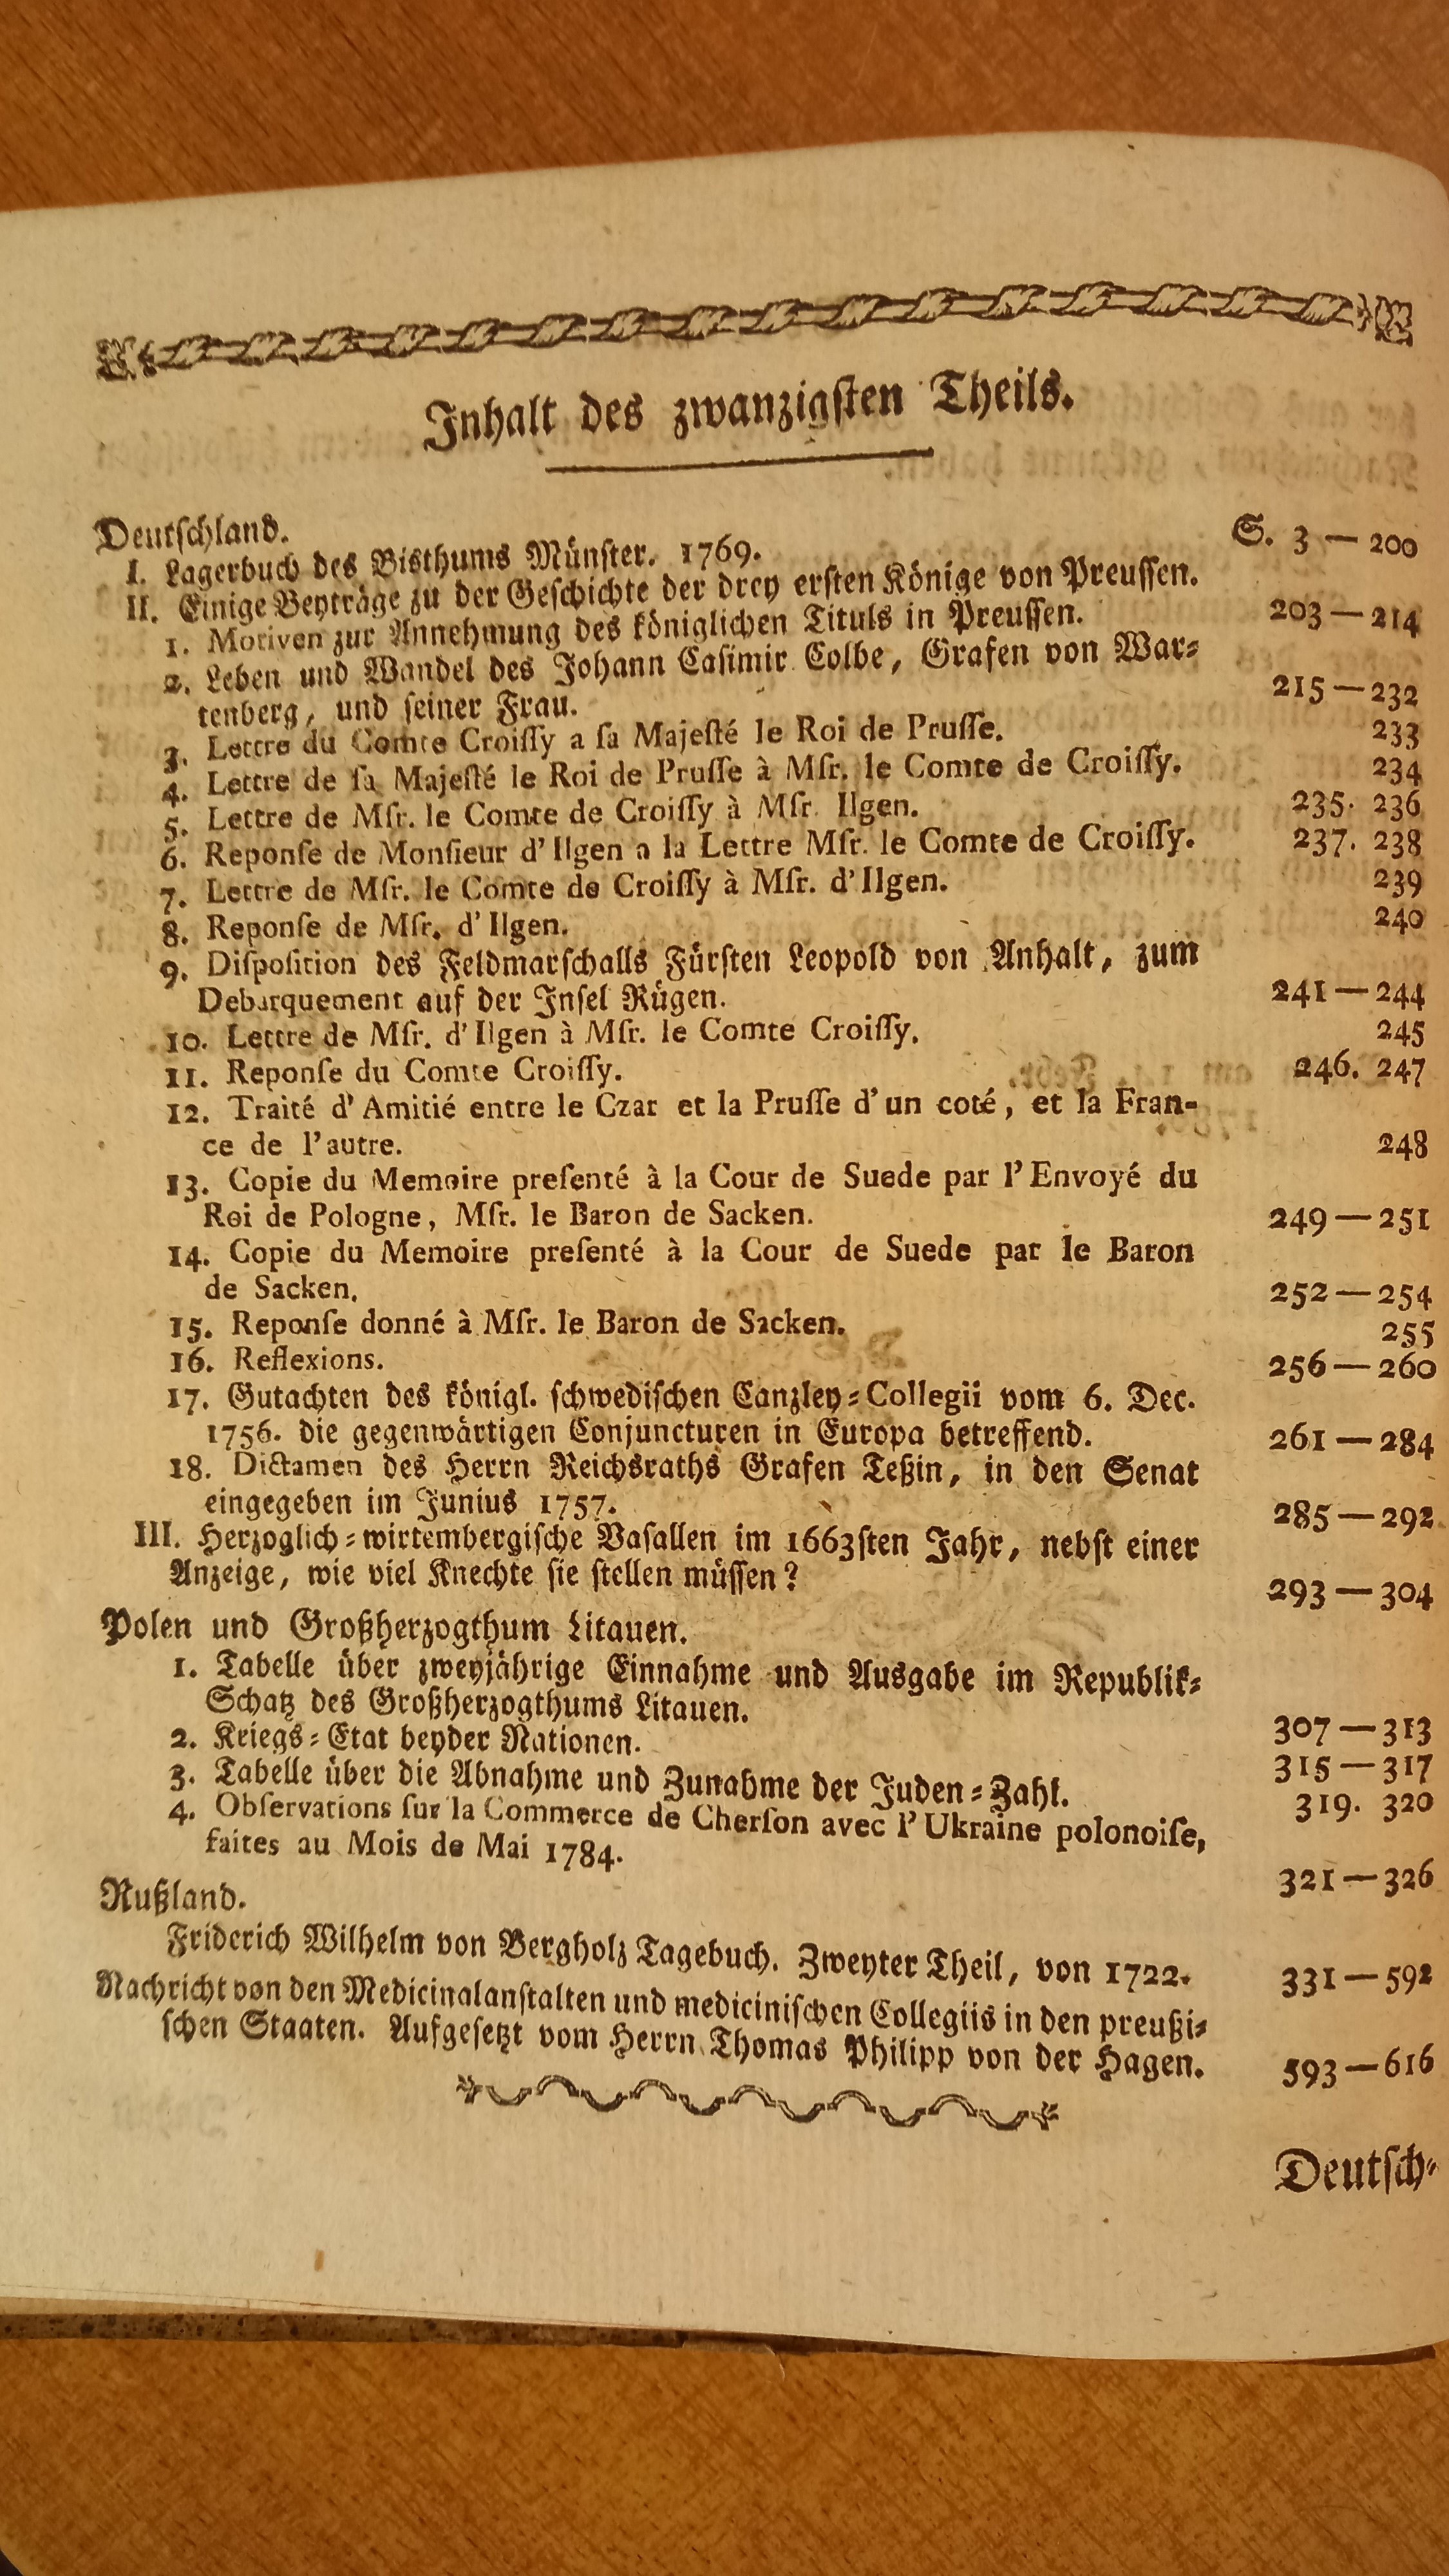 Inhalt des zwanzigſten Theils.
Deutſchland.
I. Lagerbuch des Bisthums Münſter. 1769. S. 3 — 200
II. Einige Beyträge zu der Geſchichte der drey erſten Könige von Preuſſen.
1. Motiven zur Annehmung des königlichen Tituls in Preuſſen. 203 — 214
2. Leben und Wandel des Johann Caſimir Colbe, Grafen von War⸗
tenberg, und ſeiner Frau. 215 — 232
3. Lettre du Comte Croiſſy a ſa Majeſté le Roi de Pruſſe. 233
4. Lettre de ſa Majeſté le Roi de Pruſſe à Mſr. le Comte de Croiſſy. 234
5. Lettre de Mſr. le Comte de Croiſſy à Mſr. Ilgen. 235. 236
6. Reponſe de Monſieur d'Ilgen a la Lettre Mſr. le Comte de Croiſſy. 237. 238
7. Lettre de Mſr. le Comte de Croiſſy à Mſr. d'Ilgen. 239
8. Reponſe de Mſr. d'Ilgen. 240
9. Diſpoſition des Feldmarſchalls Fürſten Leopold von Anhalt, zum
Debarquement auf der Inſel Rügen. 241 — 244
10. Lettre de Mſr. d'Ilgen à Mſr. le Comte Croiſſy. 245
11. Reponſe du Comte Croiſſy. 246. 247
12. Traité d'Amitié entre le Czar et la Pruſſe d'un coté, et la Fran-
ce de l'autre. 248
13. Copie du Memoire preſenté à la Cour de Suede par l'Envoyé du
Roi de Pologne, Mſr. le Baron de Sacken. 249 — 251
14. Copie du Memoire preſenté à la Cour de Suede par le Baron
de Sacken. 252 — 254
15. Reponſe donné à Mſr. le Baron de Sacken. 255
16. Reflexions. 256 — 260
17. Gutachten des königl. ſchwediſchen Canzley⸗Collegii vom 6. Dec.
1756. die gegenwärtigen Conjuncturen in Europa betreffend. 261 — 284
18. Dictamen des Herrn Reichsraths Grafen Teßin, in den Senat
eingegeben im Junius 1757. 285 — 292
III. Herzoglich⸗wirtembergiſche Vaſallen im 1663ſten Jahr, nebſt einer
Anzeige, wie viel Knechte ſie ſtellen müſſen? 293 — 304
Polen und Großherzogthum Litauen.
1. Tabelle über zweyjährige Einnahme und Ausgabe im Republik⸗
Schatz des Großherzogthums Litauen. 307 — 313
2. Kriegs⸗Etat beyder Nationen. 315 — 317
3. Tabelle über die Abnahme und Zunahme der Juden⸗Zahl. 319. 320
4. Obſervations ſur la Commerce de Cherſon avec l'Ukraine polonoiſe,
faites au Mois de Mai 1784. 321 — 326
Rußland.
Friderich Wilhelm von Bergholz Tagebuch. Zweyter Theil, von 1722. 331 — 592
Nachricht von den Medicinalanſtalten und mediciniſchen Collegiis in den preußi⸗
ſchen Staaten. Aufgeſetzt vom Herrn Thomas Philipp von der Hagen. 593 — 616
Deutſch⸗